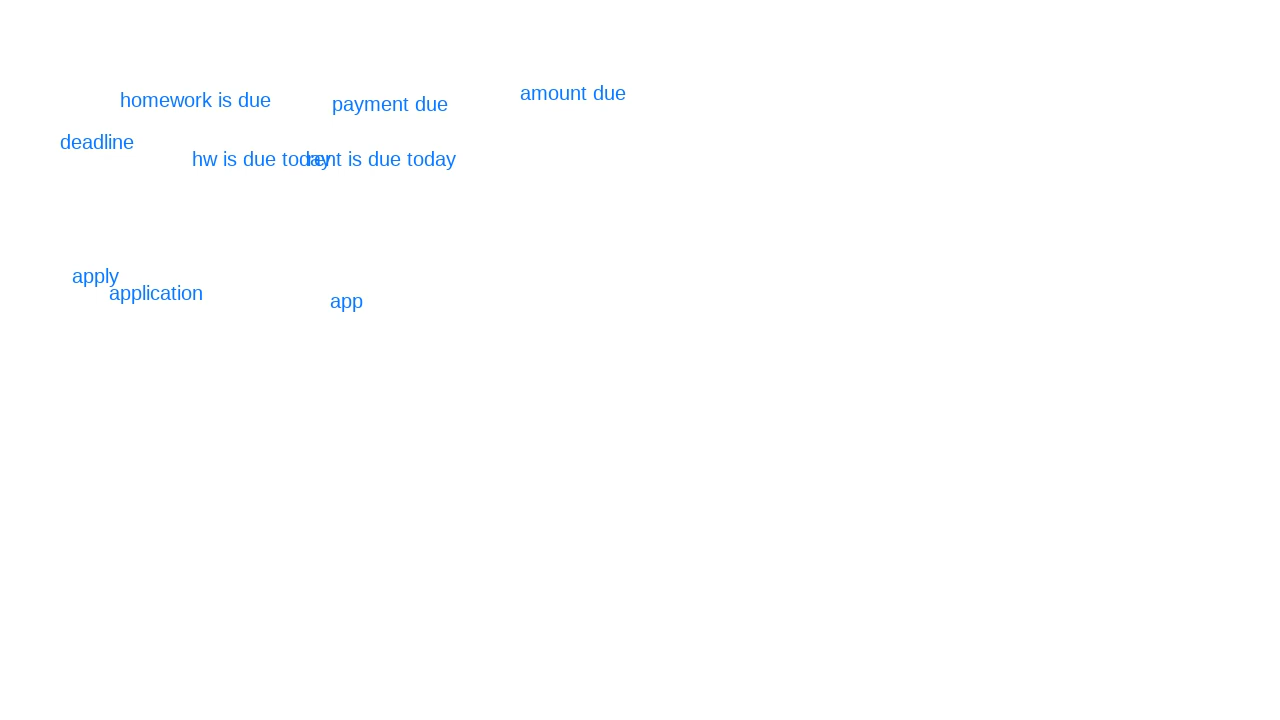 homework is due
payment due
amount due
deadline
hw is due today
rent is due today
apply
application
app